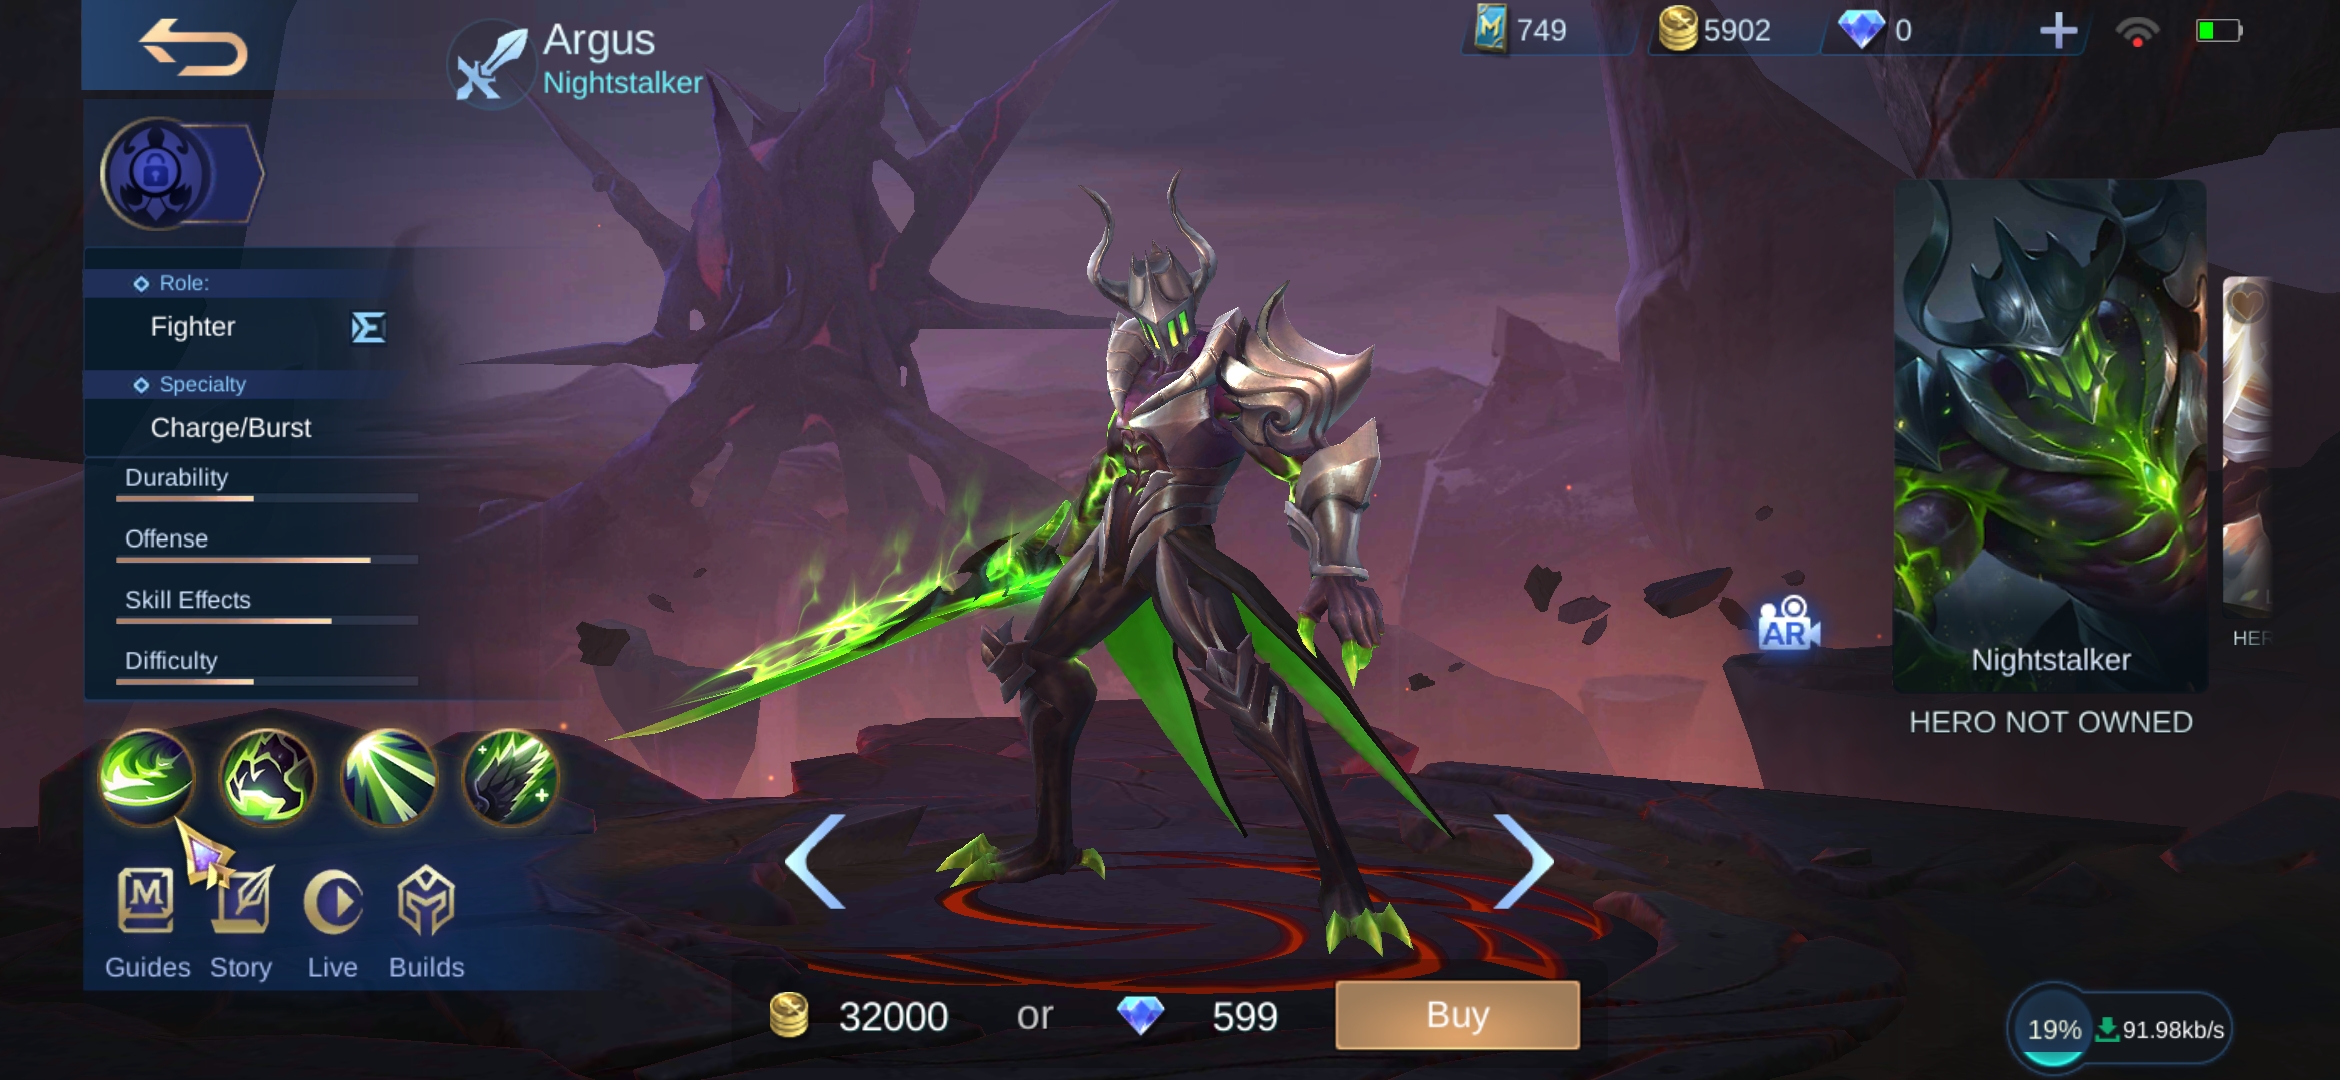 Argus
Nightstalker
749
5902
0
Role:
Fighter
Specialty
Charge/Burst
Durability
Offense
Skill Effects
Difficulty
M
Guides
Story
Live
Builds
AR
Nightstalker
HERO NOT OWNED
HER
32000 or 599
Buy
19%
91.98kb/s